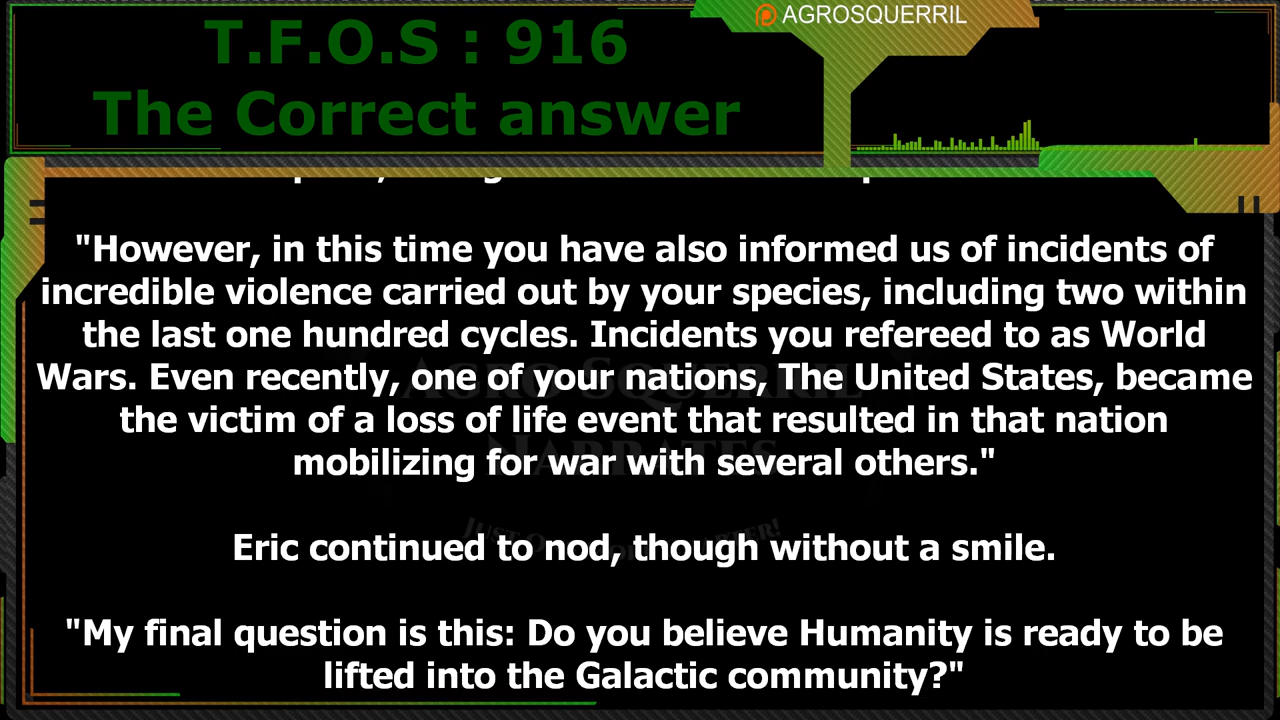 AGROSQUERRIL
T.F.O.S : 916
The Correct answer
"However, in this time you have also informed us of incidents of
incredible violence carried out by your species, including two within
the last one hundred cycles. Incidents you refereed to as World
Wars. Even recently, one of your nations, The United States, became
the victim of a loss of life event that resulted in that nation
mobilizing for war with several others."
Eric continued to nod, though without a smile.
"My final question is this: Do you believe Humanity is ready to be
lifted into the Galactic community?"
Agro Squerril
Narrates